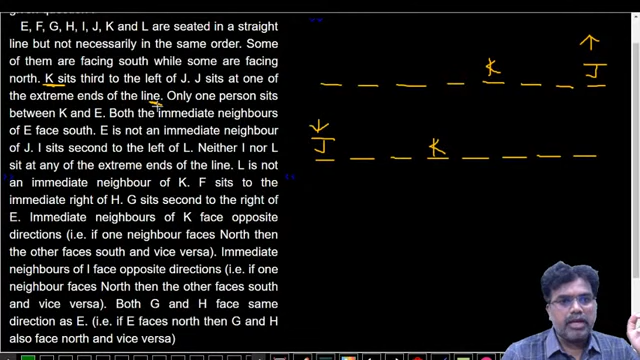 E, F, G, H, I, J, K and L are seated in a straight
line but not necessarily in the same order. Some
of them are facing south while some are facing
north. K sits third to the left of J. J sits at one of
the extreme ends of the line. Only one person sits
between K and E. Both the immediate neighbours
of E face south. E is not an immediate neighbour
of J. I sits second to the left of L. Neither I nor L
sit at any of the extreme ends of the line. L is not
an immediate neighbour of K. F sits to the
immediate right of H. G sits second to the right of
E. Immediate neighbours of K face opposite
directions (i.e. if one neighbour faces North then
the other faces south and vice versa). Immediate
neighbours of I face opposite directions (i.e. if one
neighbour faces North then the other faces south
and vice versa). Both G and H face same
direction as E. (i.e. if E faces north then G and H
also face north and vice versa)
K J
J K